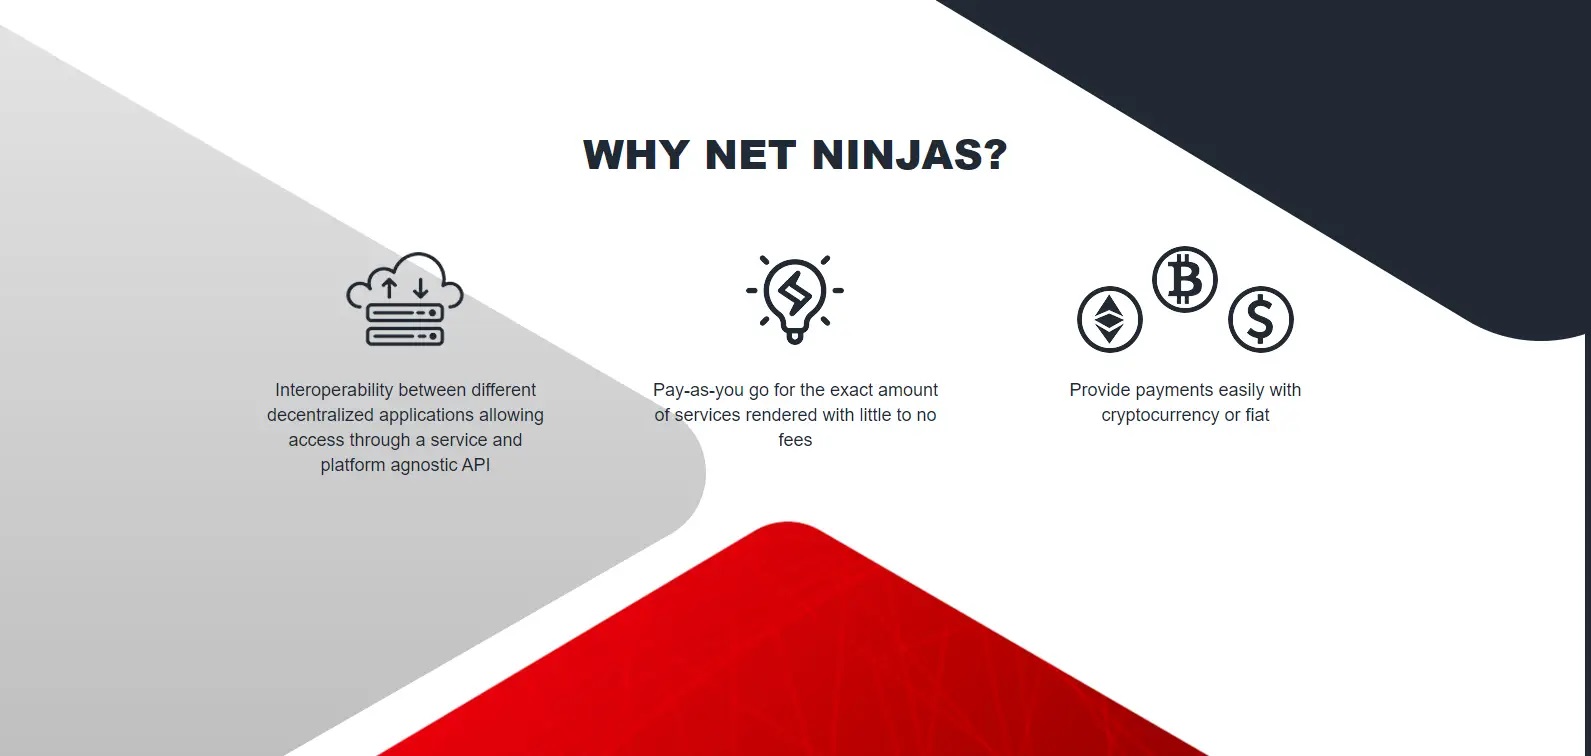 WHY NET NINJAS?
Interoperability between different
decentralized applications allowing
access through a service and
platform agnostic API
Pay-as-you go for the exact amount
of services rendered with little to no
fees
Provide payments easily with
cryptocurrency or fiat